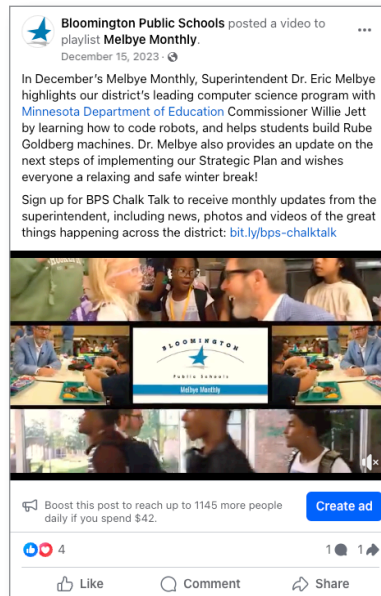 Bloomington Public Schools posted a video to
playlist Melbye Monthly.
December 15, 2023 ·
In December's Melbye Monthly, Superintendent Dr. Eric Melbye
highlights our district's leading computer science program with
Minnesota Department of Education Commissioner Willie Jett
by learning how to code robots, and helps students build Rube
Goldberg machines. Dr. Melbye also provides an update on the
next steps of implementing our Strategic Plan and wishes
everyone a relaxing and safe winter break!
Sign up for BPS Chalk Talk to receive monthly updates from the
superintendent, including news, photos and videos of the great
things happening across the district: bit.ly/bps-chalktalk
BLOOMINGTON
Public Schools
Melbye Monthly
Boost this post to reach up to 1145 more people
daily if you spend $42.
Create ad
4
1
1
Like
Comment
Share